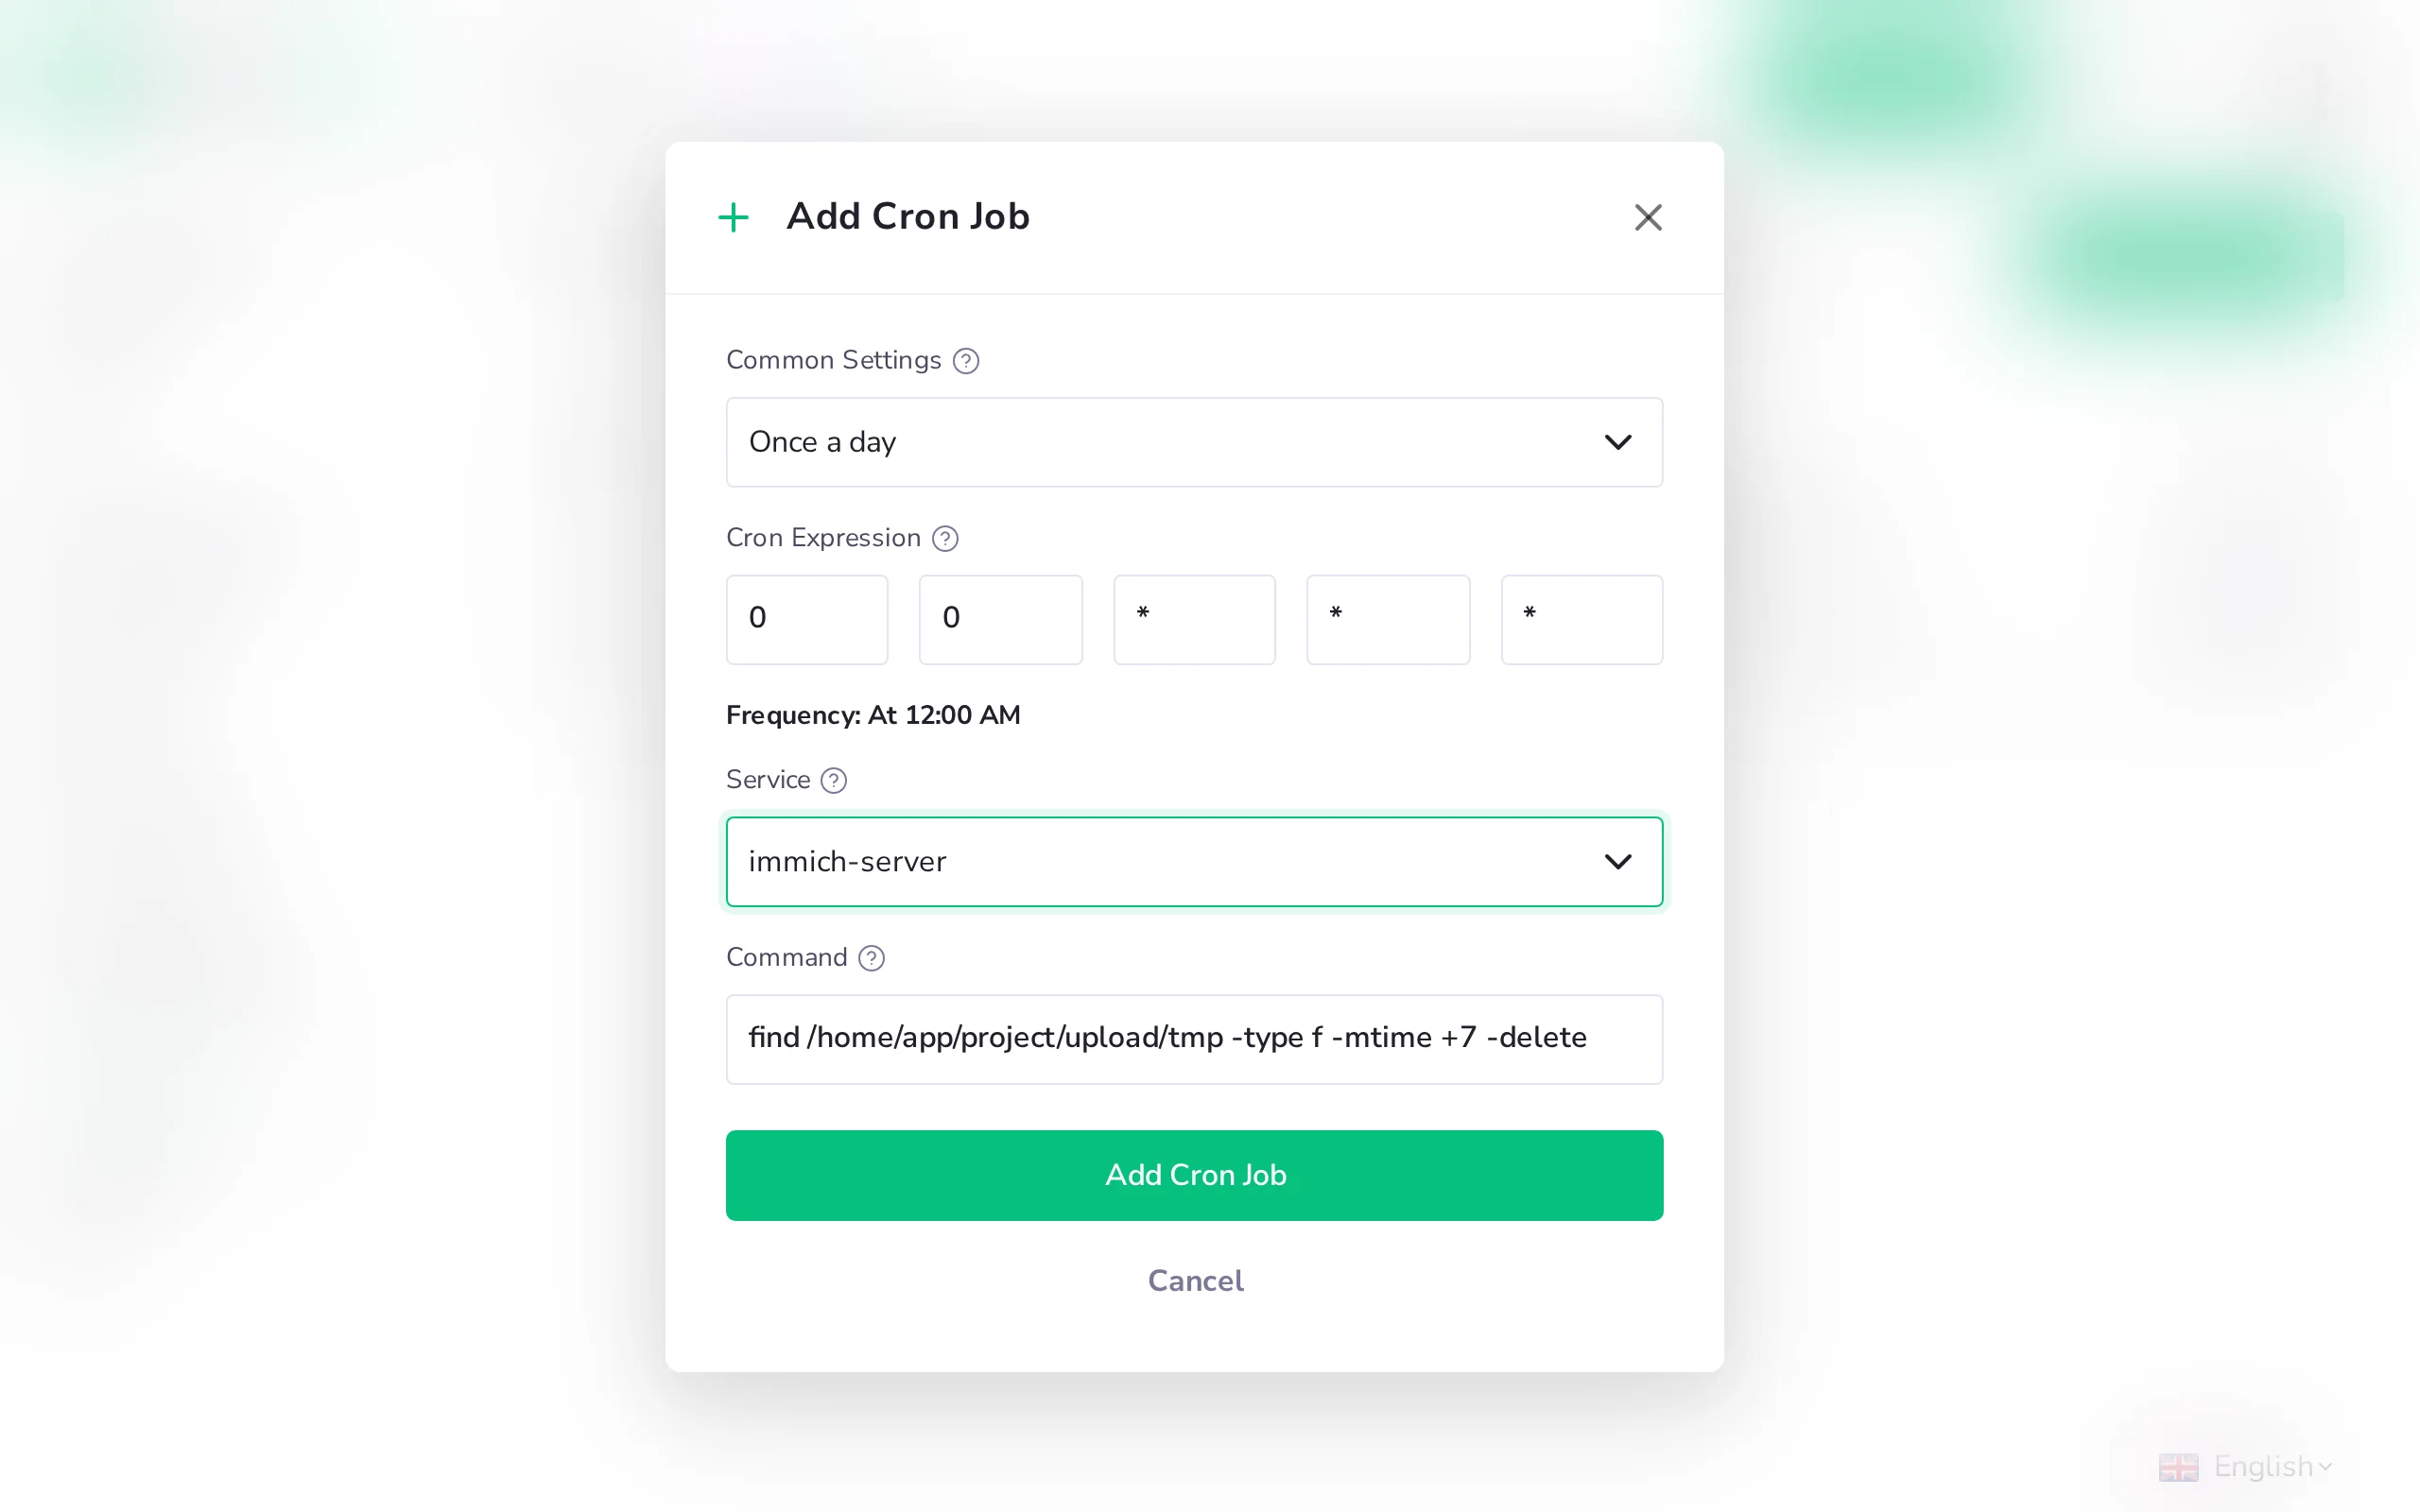 Add Cron Job
Common Settings
Once a day
Cron Expression
0 0 * * *
Frequency: At 12:00 AM
Service
immich-server
Command
find /home/app/project/upload/tmp -type f -mtime +7 -delete
Add Cron Job
Cancel
English